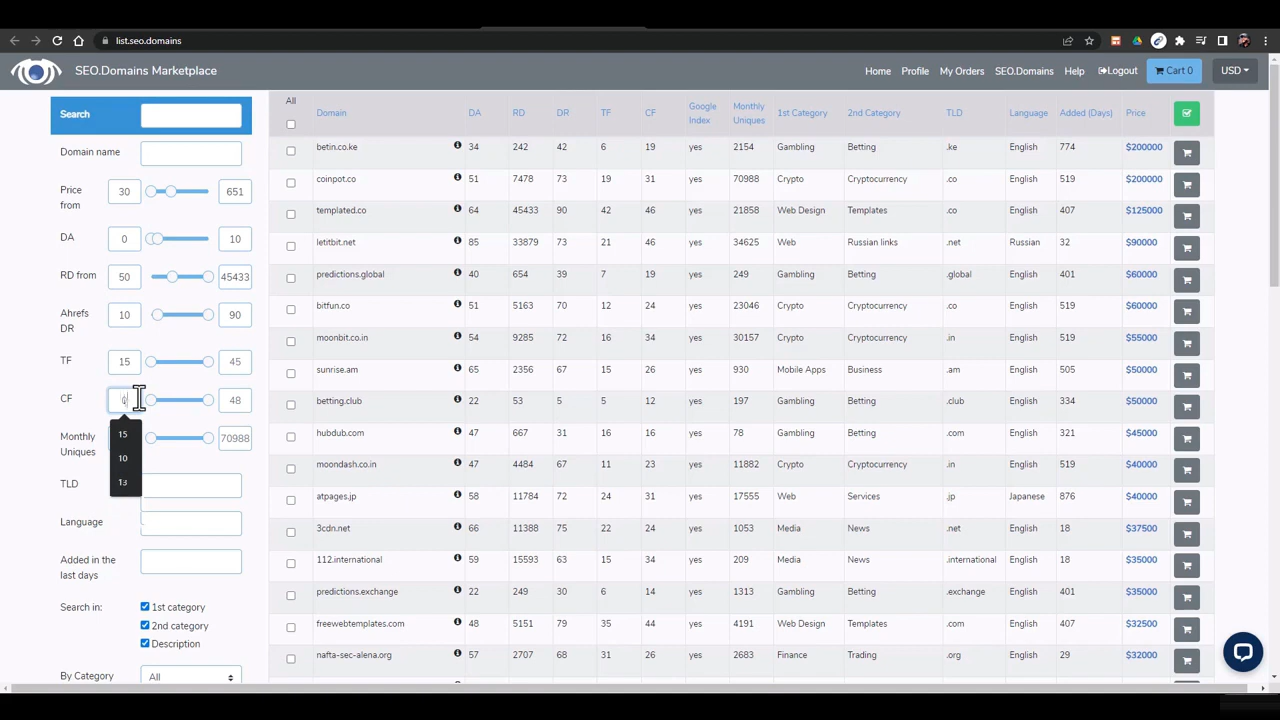 list.seo.domains
SEO.Domains Marketplace
Home Profile My Orders SEO.Domains Help Logout Cart 0 USD
Search
Domain name
Price from 30 651
DA 0 10
RD from 50 45433
Ahrefs DR 10 90
TF 15 45
CF 48
15
10
13
Monthly Uniques 70988
TLD
Language
Added in the last days
Search in: 1st category
2nd category
Description
By Category All
All Domain DA RD DR TF CF Google Index Monthly Uniques 1st Category 2nd Category TLD Language Added (Days) Price
betin.co.ke 34 242 42 6 19 yes 2154 Gambling Betting .ke English 774 $200000
coinpot.co 51 7478 73 19 31 yes 70988 Crypto Cryptocurrency .co English 519 $200000
templated.co 64 45433 90 42 46 yes 21858 Web Design Templates .co English 407 $125000
letitbit.net 85 33879 73 21 46 yes 34625 Web Russian links .net Russian 32 $90000
predictions.global 40 654 39 7 19 yes 249 Gambling Betting .global English 401 $60000
bitfun.co 51 5163 70 12 24 yes 23046 Crypto Cryptocurrency .co English 519 $60000
moonbit.co.in 54 9285 72 16 34 yes 30157 Crypto Cryptocurrency .in English 519 $55000
sunrise.am 65 2356 67 15 26 yes 930 Mobile Apps Business .am English 505 $50000
betting.club 22 53 5 5 12 yes 197 Gambling Betting .club English 334 $50000
hubdub.com 47 667 31 16 16 yes 78 Gambling Betting .com English 321 $45000
moondash.co.in 47 4484 67 11 23 yes 11882 Crypto Cryptocurrency .in English 519 $40000
atpages.jp 58 11784 72 24 31 yes 17555 Web Services .jp Japanese 876 $40000
3cdn.net 66 11388 75 22 24 yes 1053 Media News .net English 18 $37500
112.international 59 15593 63 15 34 yes 209 Media News .international English 18 $35000
predictions.exchange 22 249 30 6 14 yes 1313 Gambling Betting .exchange English 401 $35000
freewebtemplates.com 48 5151 79 35 44 yes 4191 Web Design Templates .com English 407 $32500
nafta-sec-alena.org 57 2707 68 31 26 yes 2683 Finance Trading .org English 29 $32000